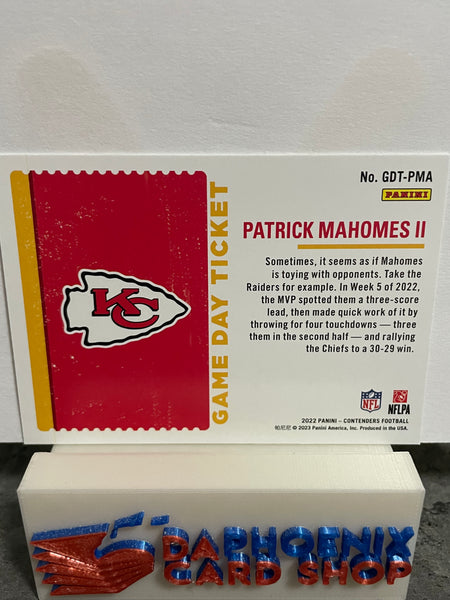 No. GDT-PMA
PANINI
KC
GAME DAY TICKET
PATRICK MAHOMES II
Sometimes, it seems as if Mahomes
is toying with opponents. Take the
Raiders for example. In Week 5 of 2022,
the MVP spotted them a three-score
lead, then made quick work of it by
throwing for four touchdowns — three
them in the second half — and rallying
the Chiefs to a 30-29 win.
NFL
NFLPA
2022 PANINI – CONTENDERS FOOTBALL
帕尼尼 © 2023 Panini America, Inc. Produced in the USA.
DAPHOENIX
CARD SHOP